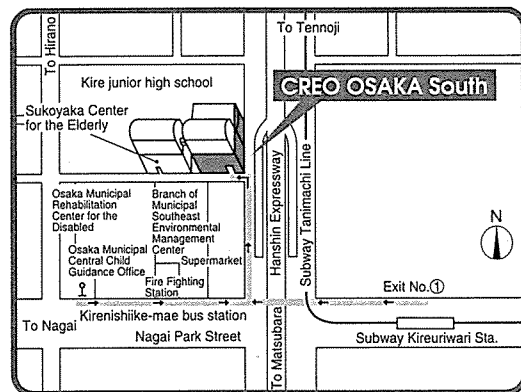 To Tennoji
To Hirano
Kire junior high school
CREO OSAKA South
Sukoyaka Center
for the Elderly
Hanshin Expressway
Subway Tanimachi Line
N
Osaka Municipal
Rehabilitation
Center for the
Disabled
Osaka Municipal
Central Child
Guidance Office
Branch of
Municipal
Southeast
Environmental
Management
Center
Supermarket
Fire Fighting
Station
Exit No.①
To Nagai
Kirenishiike-mae bus station
Nagai Park Street
To Matsubara
Subway Kireuriwari Sta.